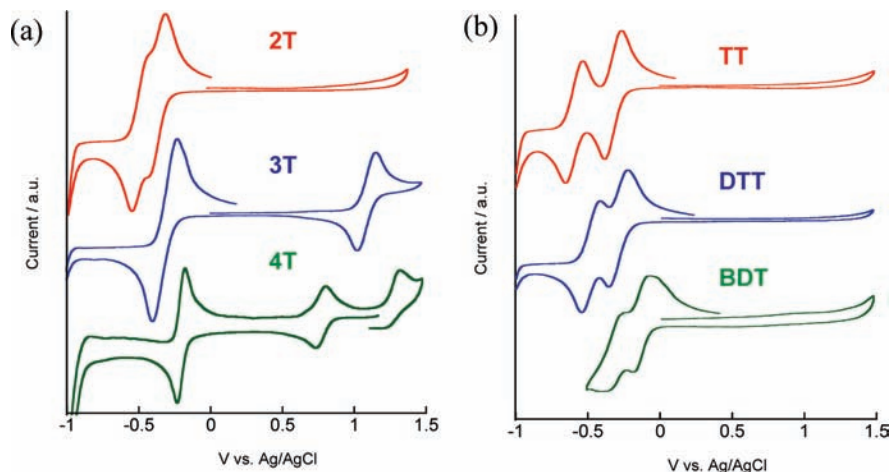 (a)
2T
3T
4T
Current / a.u.
-1 -0.5 0 0.5 1 1.5
V vs. Ag/AgCl
(b)
TT
DTT
BDT
Current / a.u.
-1 -0.5 0 0.5 1 1.5
V vs. Ag/AgCl